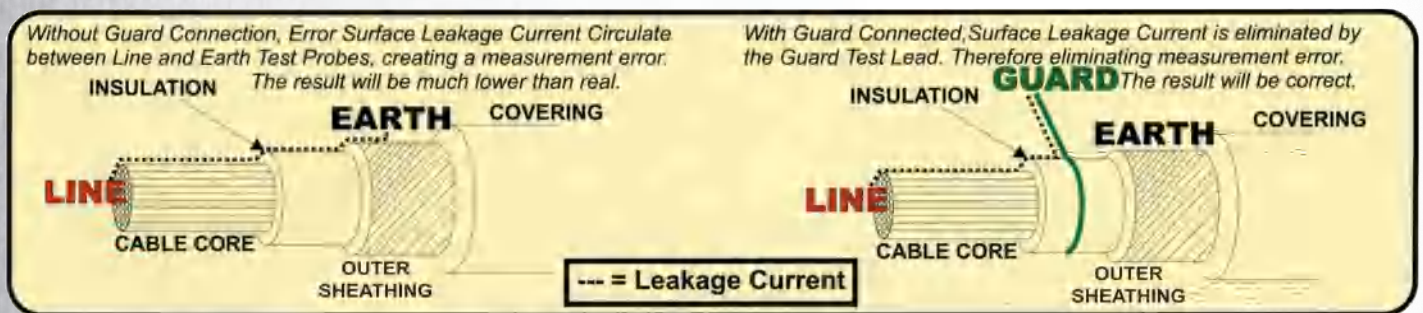 Without Guard Connection, Error Surface Leakage Current Circulate
between Line and Earth Test Probes, creating a measurement error.
The result will be much lower than real.
INSULATION
EARTH
COVERING
LINE
CABLE CORE
OUTER
SHEATHING
With Guard Connected,Surface Leakage Current is eliminated by
the Guard Test Lead. Therefore eliminating measurement error.
GUARD The result will be correct.
INSULATION
EARTH
COVERING
LINE
CABLE CORE
OUTER
SHEATHING
--- = Leakage Current